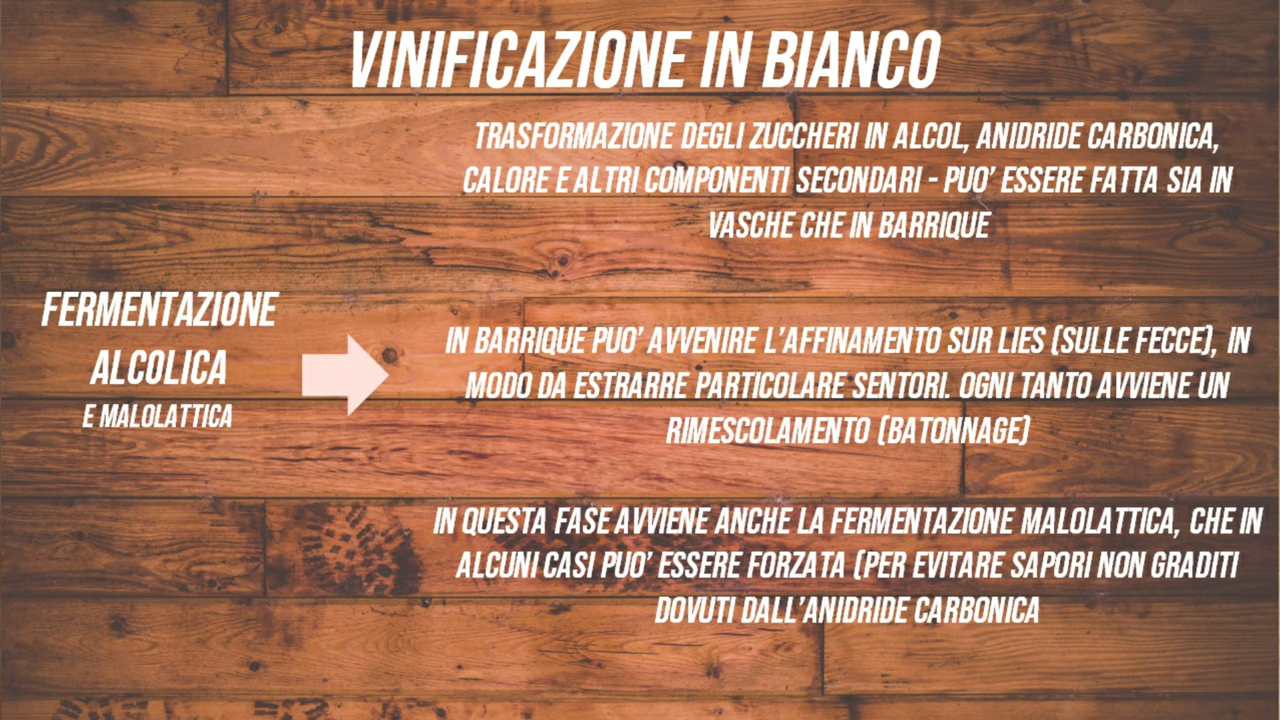 VINIFICAZIONE IN BIANCO
TRASFORMAZIONE DEGLI ZUCCHERI IN ALCOL, ANIDRIDE CARBONICA,
CALORE E ALTRI COMPONENTI SECONDARI - PUO' ESSERE FATTA SIA IN
VASCHE CHE IN BARRIQUE
FERMENTAZIONE
ALCOLICA
E MALOLATTICA
IN BARRIQUE PUO' AVVENIRE L'AFFINAMENTO SUR LIES (SULLE FECCE), IN
MODO DA ESTRARRE PARTICOLARE SENTORI. OGNI TANTO AVVIENE UN
RIMESCOLAMENTO (BATONNAGE)
IN QUESTA FASE AVVIENE ANCHE LA FERMENTAZIONE MALOLATTICA, CHE IN
ALCUNI CASI PUO' ESSERE FORZATA (PER EVITARE SAPORI NON GRADITI
DOVUTI DALL'ANIDRIDE CARBONICA